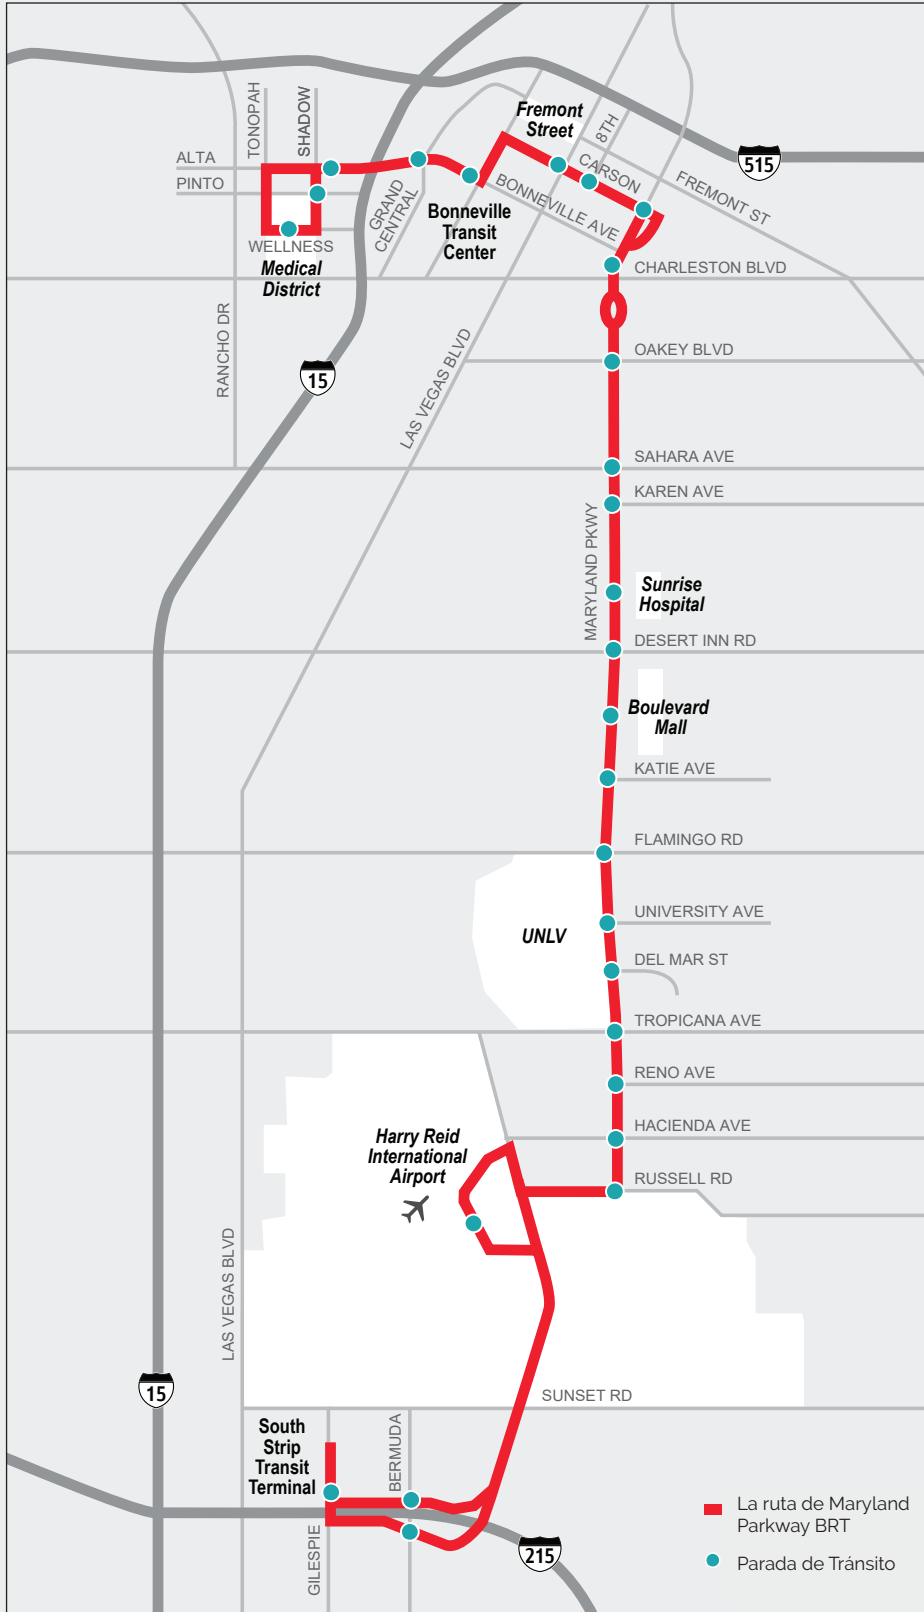 TONOPAH
SHADOW
Fremont
Street
8TH
515
ALTA
PINTO
CARSON
FREMONT ST
GRAND
CENTRAL
BONNEVILLE AVE
Bonneville
Transit
Center
WELLNESS
Medical
District
CHARLESTON BLVD
RANCHO DR
15
LAS VEGAS BLVD
OAKEY BLVD
SAHARA AVE
KAREN AVE
MARYLAND PKWY
Sunrise
Hospital
DESERT INN RD
Boulevard
Mall
KATIE AVE
FLAMINGO RD
UNIVERSITY AVE
UNLV
DEL MAR ST
TROPICANA AVE
RENO AVE
HACIENDA AVE
Harry Reid
International
Airport
RUSSELL RD
LAS VEGAS BLVD
15
SUNSET RD
South
Strip
Transit
Terminal
BERMUDA
GILESPIE
215
La ruta de Maryland
Parkway BRT
Parada de Tránsito